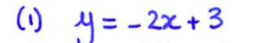 (1) y = -2x + 3